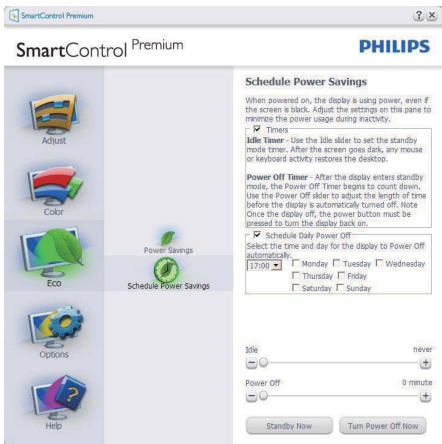 SmartControl Premium
SmartControl Premium
PHILIPS
Adjust
Color
Eco
Options
Help
Power Savings
Schedule Power Savings
Schedule Power Savings
When powered on, the display is using power, even if
the screen is black. Adjust the settings on this pane to
minimize the power usage during inactivity.
Timers
Idle Timer - Use the Idle slider to set the standby
mode timer. After the screen goes dark, any mouse
or keyboard activity restores the desktop.
Power Off Timer - After the display enters standby
mode, the Power Off Timer begins to count down.
Use the Power Off slider to adjust the length of time
before the display is automatically turned off. Note
Once the display off, the power button must be
pressed to turn the display back on.
Schedule Daily Power Off
Select the time and day for the display to Power Off
automatically.
17:00 Monday Tuesday Wednesday
Thursday Friday
Saturday Sunday
Idle never
Power Off 0 minute
Standby Now Turn Power Off Now